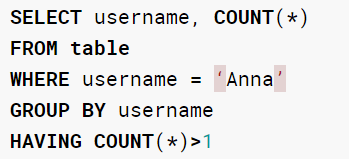 SELECT username, COUNT(*)
FROM table
WHERE username = ‘Anna’
GROUP BY username
HAVING COUNT(*)>1